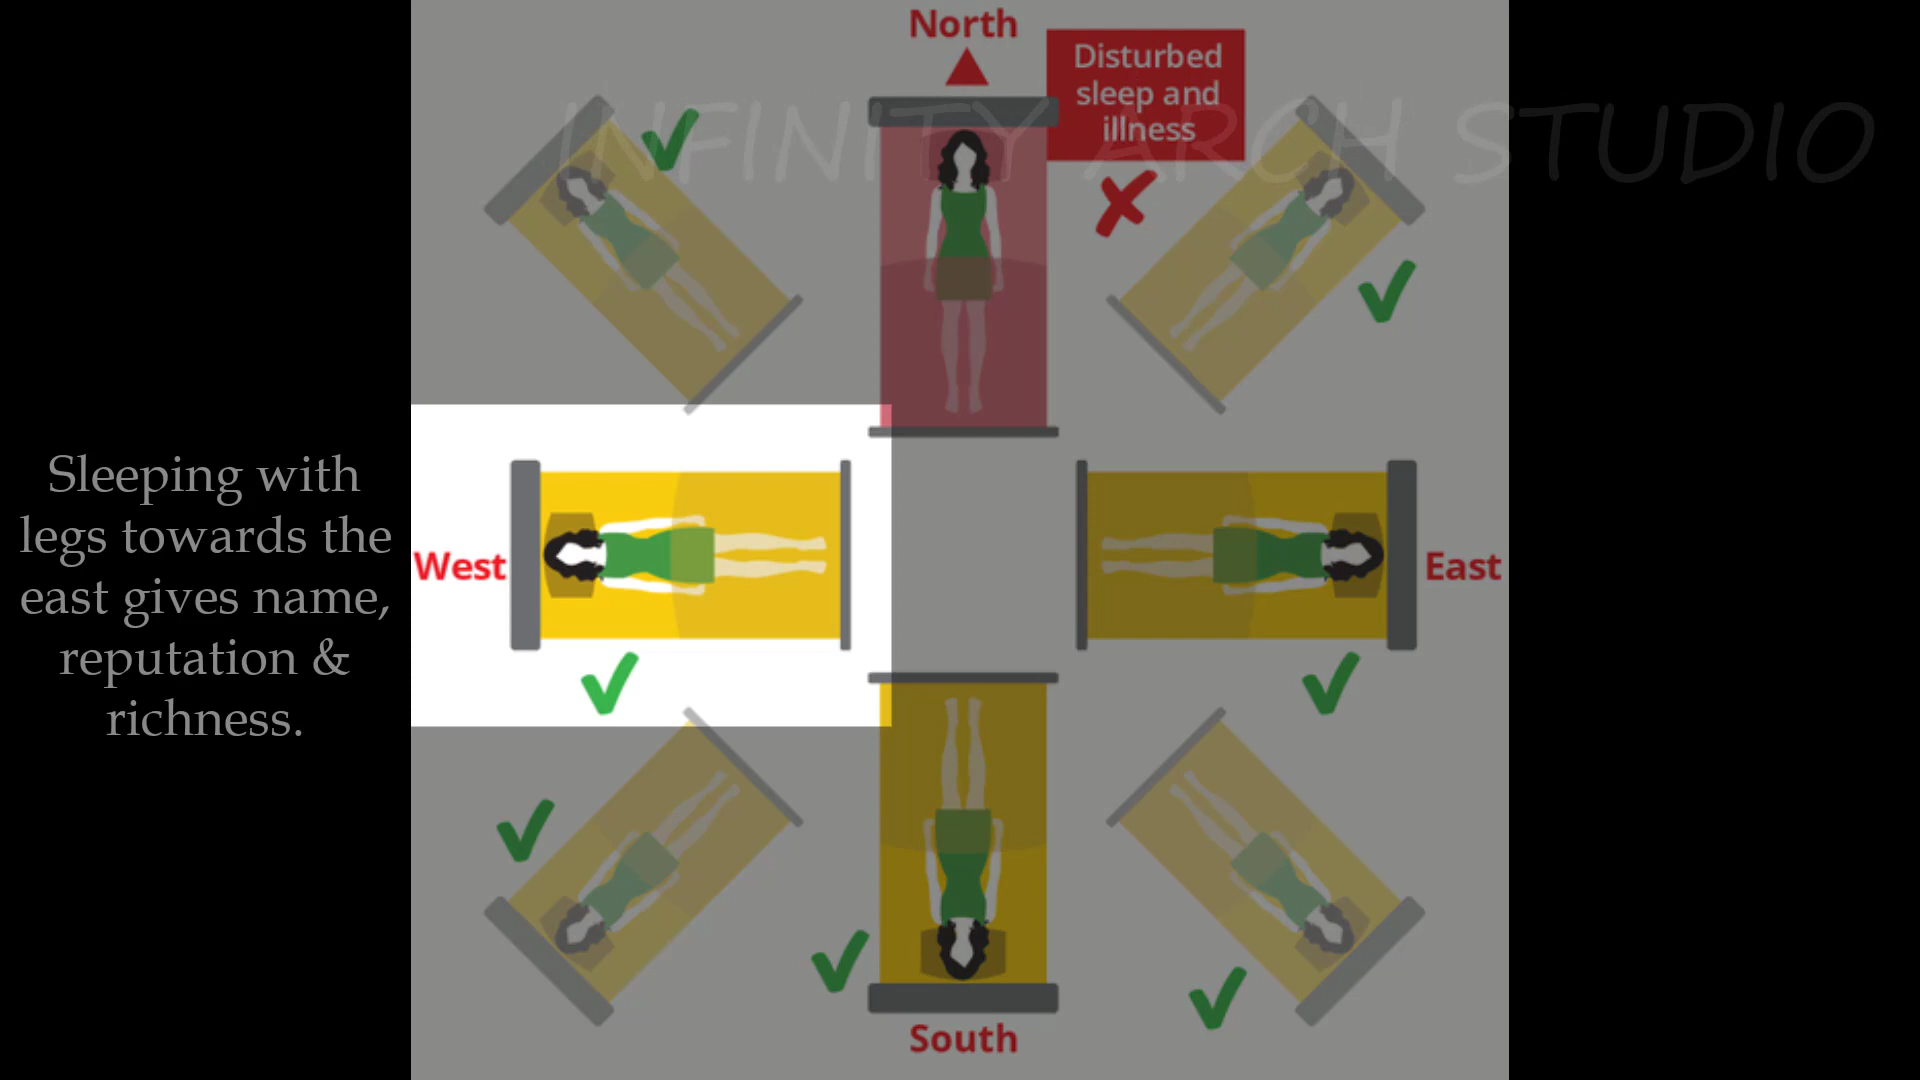 North
Disturbed
sleep and
illness
INFINITY ARCH STUDIO
Sleeping with
legs towards the
east gives name,
reputation &
richness.
West
East
South